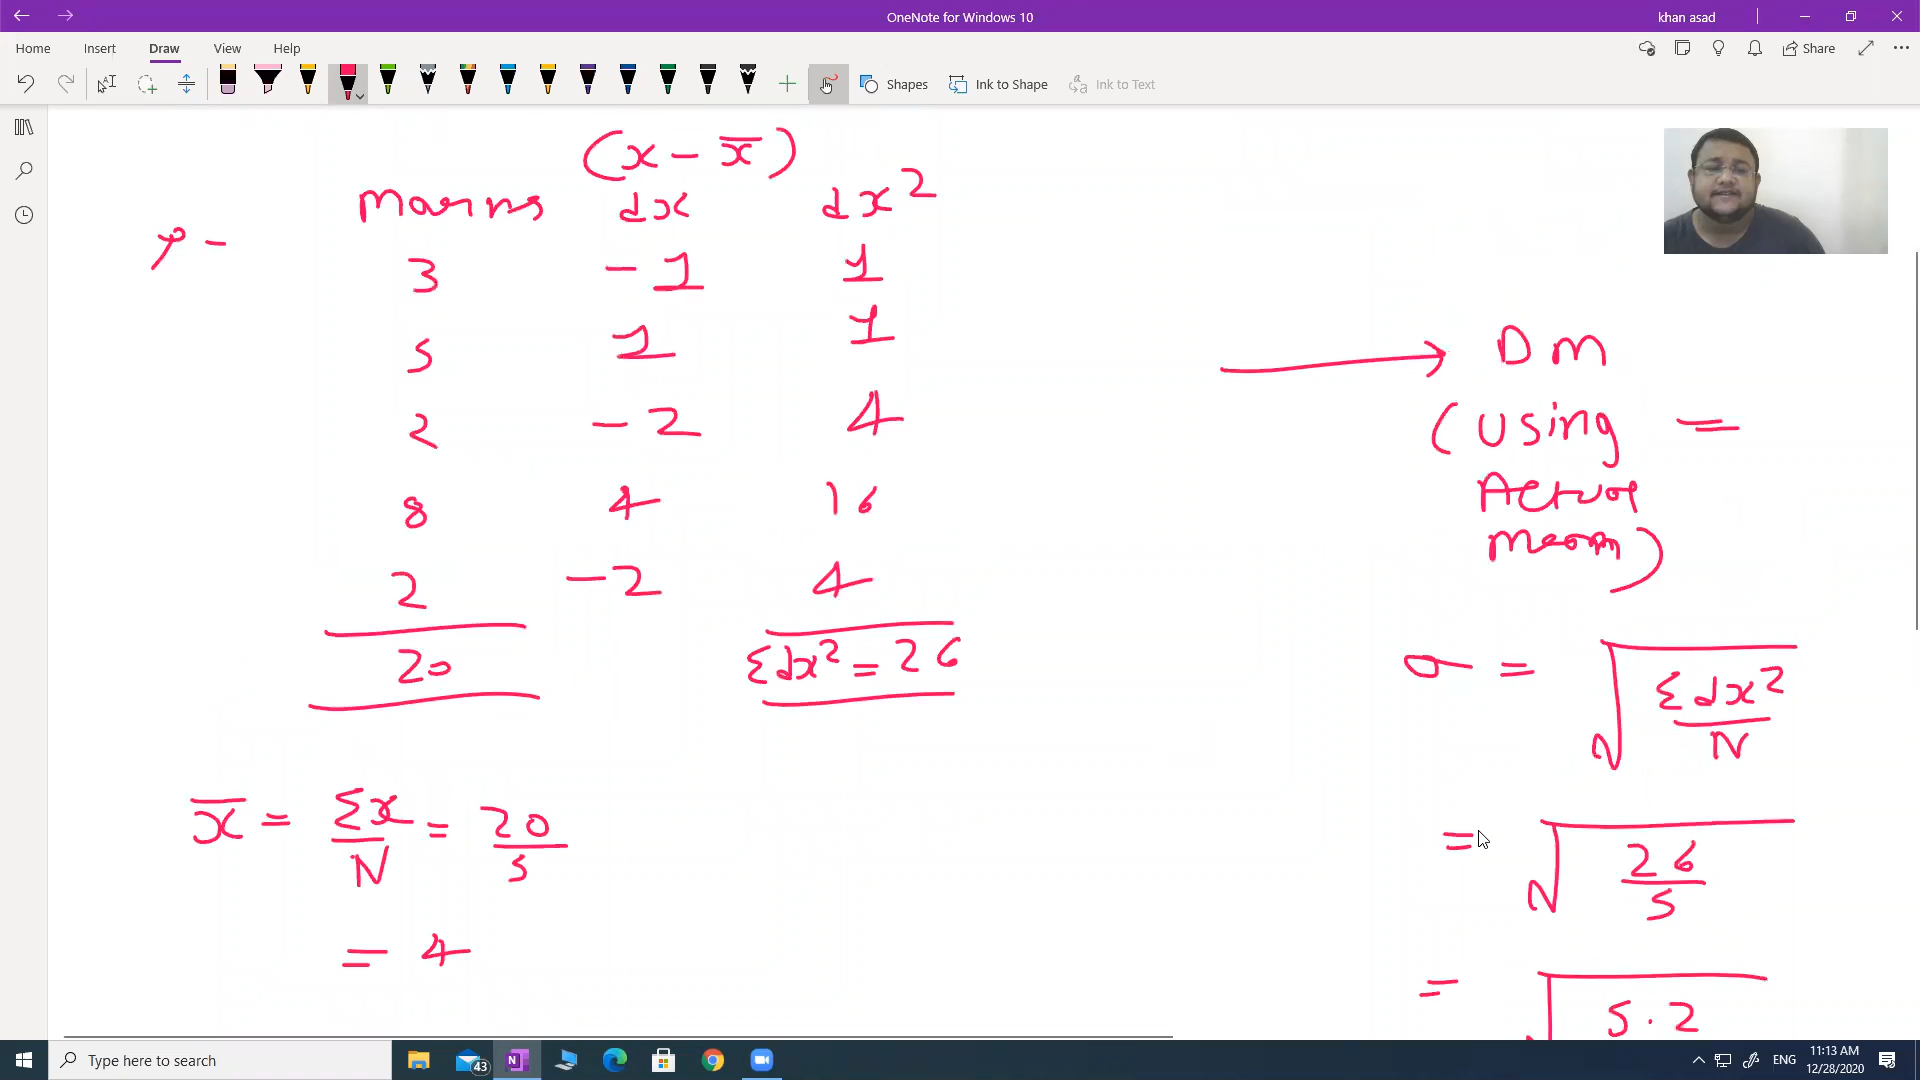 OneNote for Windows 10
khan asad
Home Insert Draw View Help
Share
Shapes Ink to Shape Ink to Text
(x - x̅)
dx dx²
3 -1 1
5 1 1
2 -2 4
8 4 16
2 -2 4
20 Σdx² = 26
x̅ = Σx/N = 20/5
= 4
DM
(Using =
Actual
mean)
σ = √Σdx²/N
= √26/5
= √5.2
Type here to search
43
ENG
11:13 AM
12/28/2020